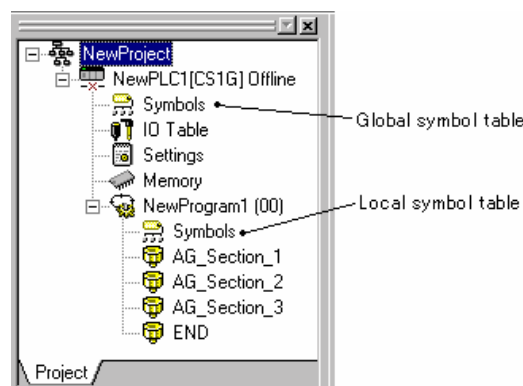 NewProject
NewPLC1[CS1G] Offline
Symbols
Global symbol table
IO Table
Settings
Memory
NewProgram1 (00)
Local symbol table
Symbols
AG_Section_1
AG_Section_2
AG_Section_3
END
Project